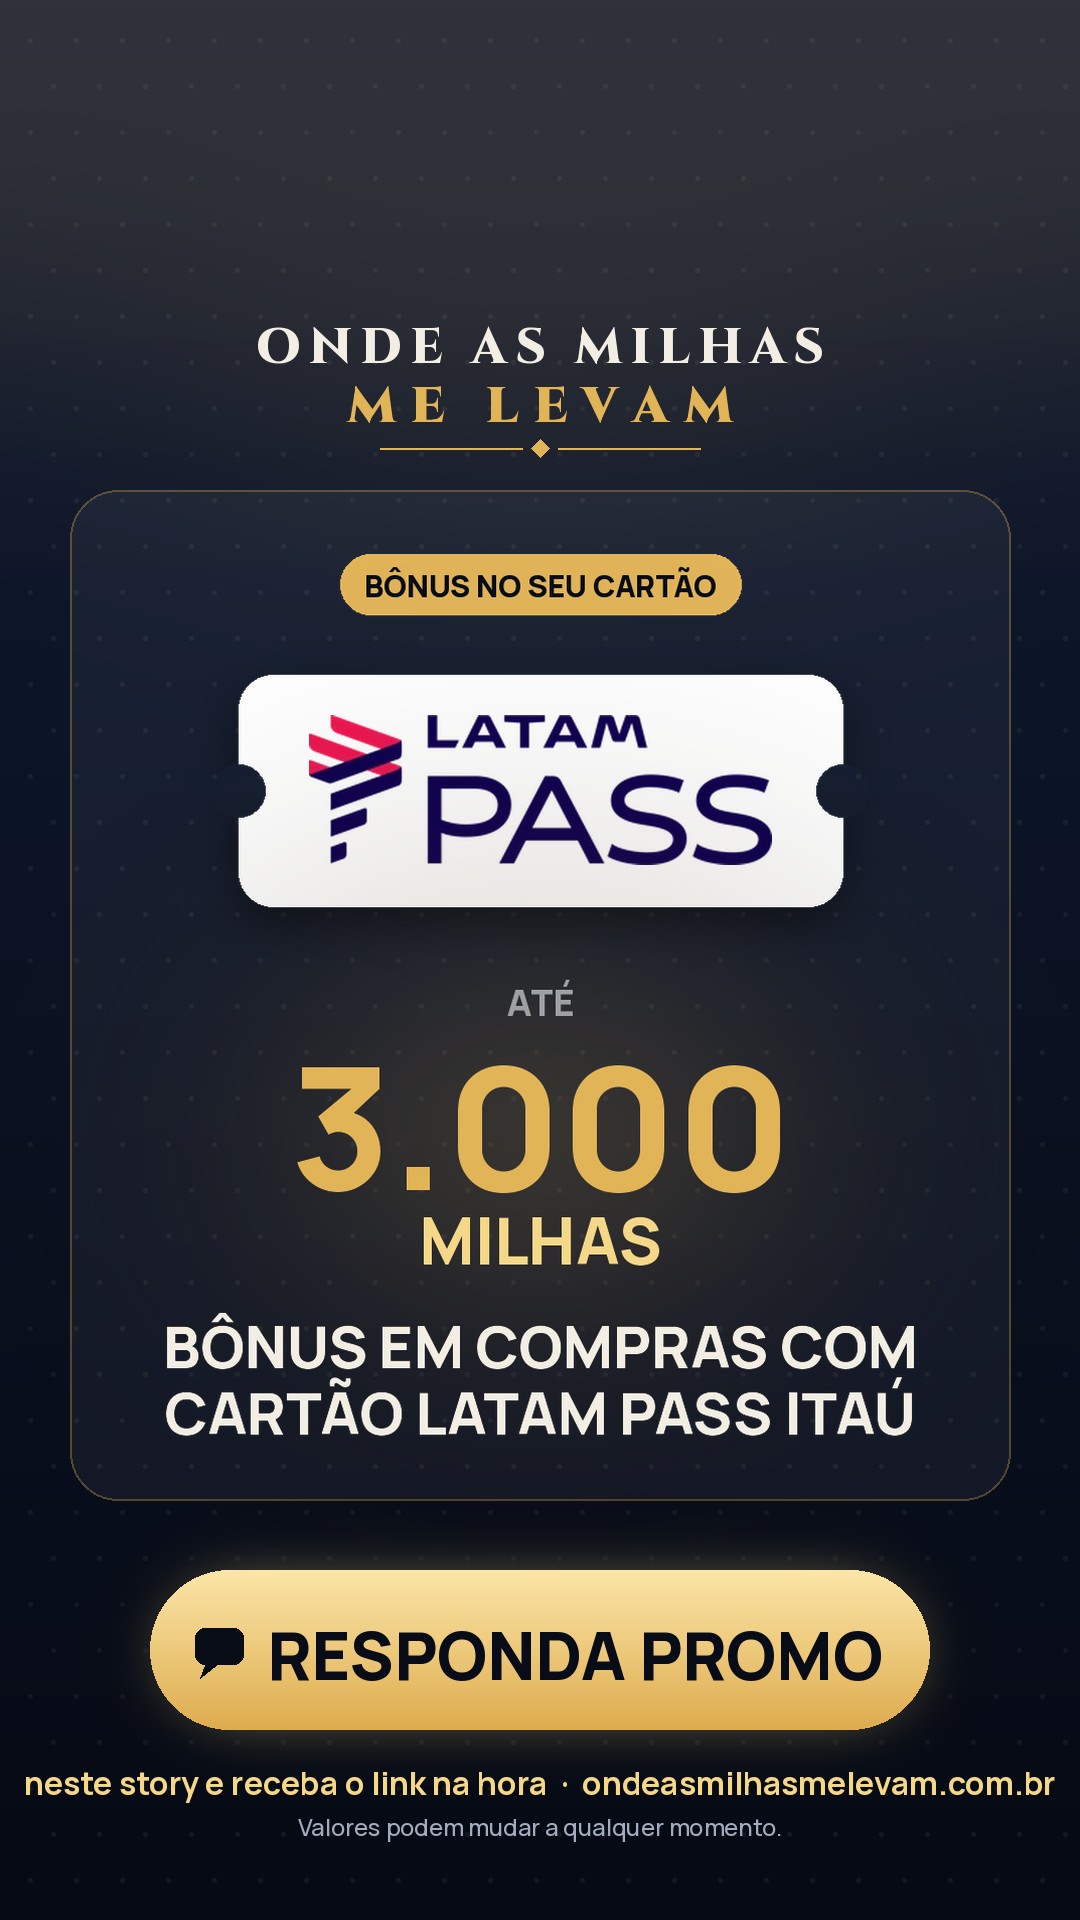 ONDE AS MILHAS
ME LEVAM
BÔNUS NO SEU CARTÃO
LATAM
PASS
ATÉ
3.000
MILHAS
BÔNUS EM COMPRAS COM
CARTÃO LATAM PASS ITAÚ
RESPONDA PROMO
neste story e receba o link na hora · ondeasmilhasmelevam.com.br
Valores podem mudar a qualquer momento.